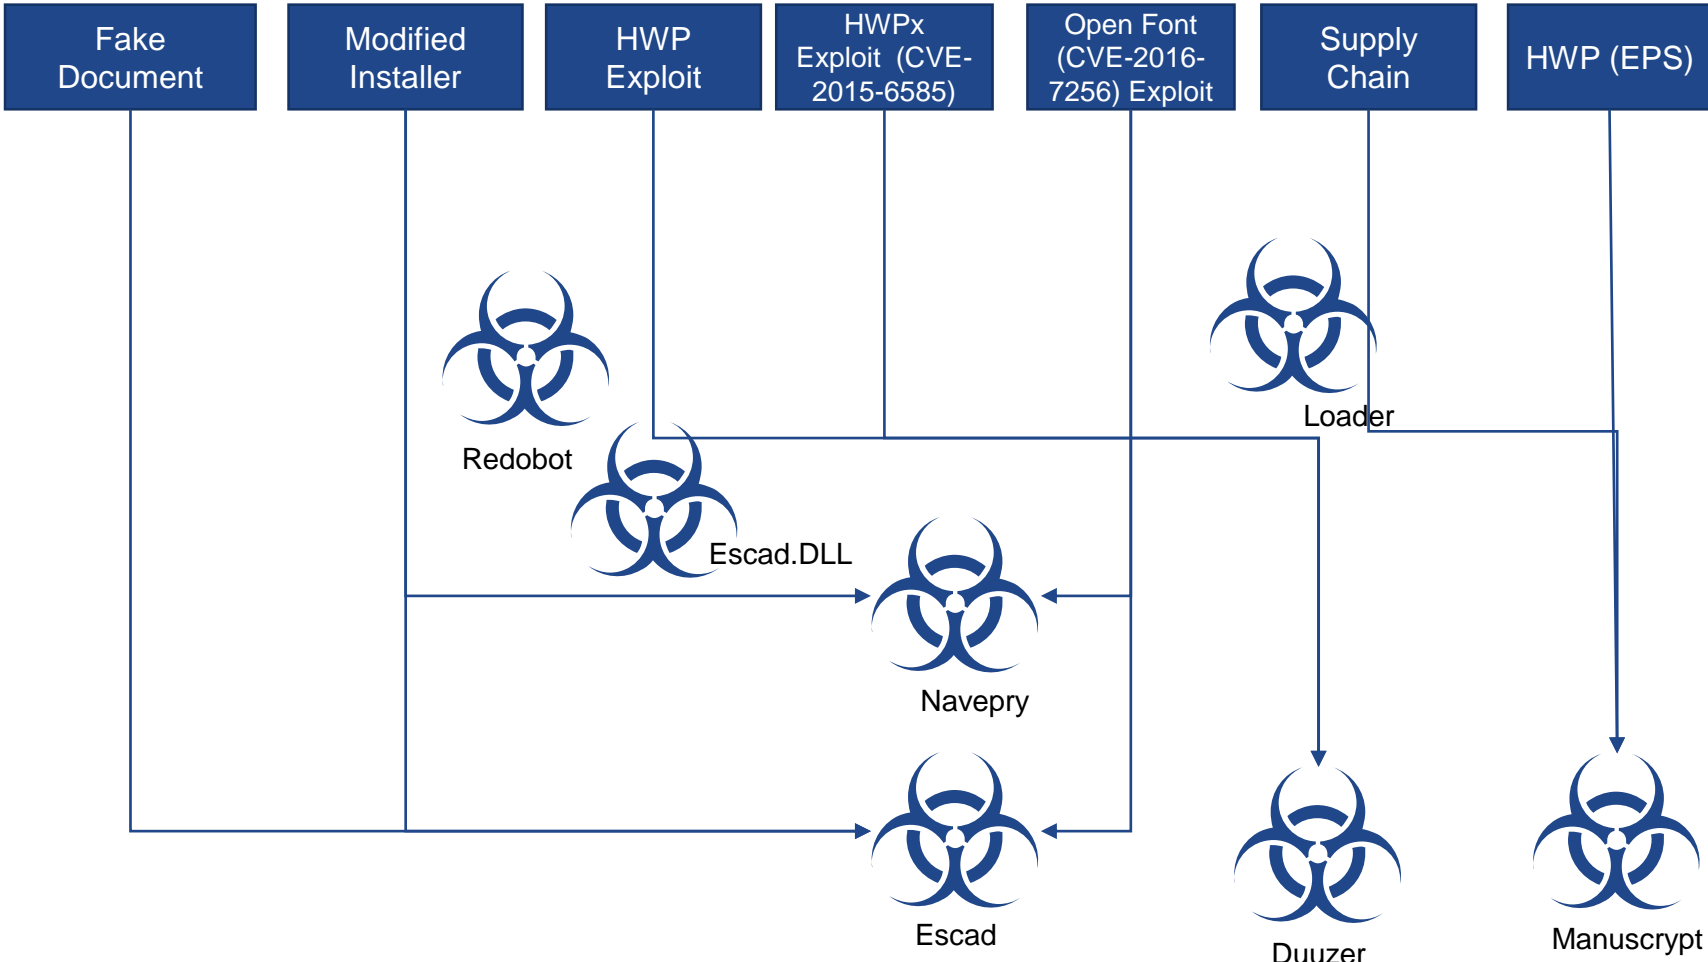 Fake
Document
Modified
Installer
HWP
Exploit
HWPx
Exploit (CVE-
2015-6585)
Open Font
(CVE-2016-
7256) Exploit
Supply
Chain
HWP (EPS)
Loader
Redobot
Escad.DLL
Navepry
Escad
Duuzer
Manuscrypt